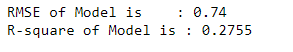 RMSE of Model is    : 0.74
R-square of Model is : 0.2755